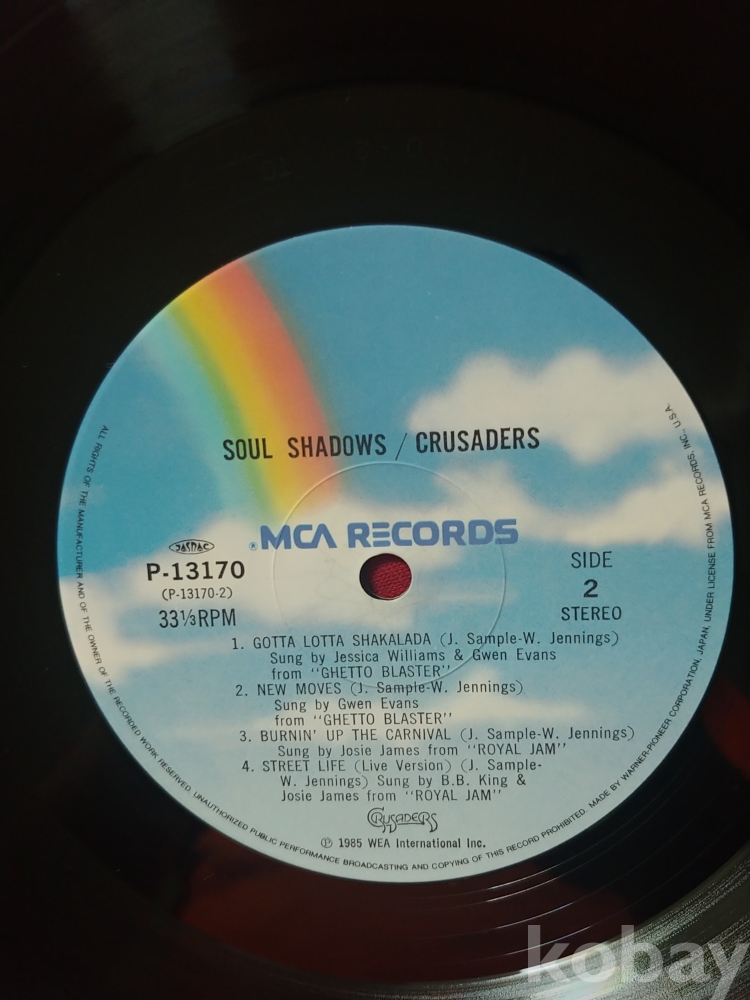 SOUL SHADOWS / CRUSADERS
® MCA RECORDS
JASRAC
P-13170
(P-13170-2)
33⅓RPM
SIDE
2
STEREO
1. GOTTA LOTTA SHAKALADA (J. Sample-W. Jennings)
Sung by Jessica Williams & Gwen Evans
from "GHETTO BLASTER"
2. NEW MOVES (J. Sample-W. Jennings)
Sung by Gwen Evans
from "GHETTO BLASTER"
3. BURNIN' UP THE CARNIVAL (J. Sample-W. Jennings)
Sung by Josie James from "ROYAL JAM"
4. STREET LIFE (Live Version) (J. Sample-
W. Jennings) Sung by B.B. King &
Josie James from "ROYAL JAM"
CRUSADERS
℗ 1985 WEA International Inc.
ALL RIGHTS OF THE MANUFACTURER AND OF THE OWNER OF THE RECORDED WORK RESERVED. UNAUTHORIZED PUBLIC PERFORMANCE BROADCASTING AND COPYING OF THIS RECORD PROHIBITED. MADE BY WARNER-PIONEER CORPORATION, JAPAN, UNDER LICENSE FROM MCA RECORDS, INC., U.S.A.
kobay